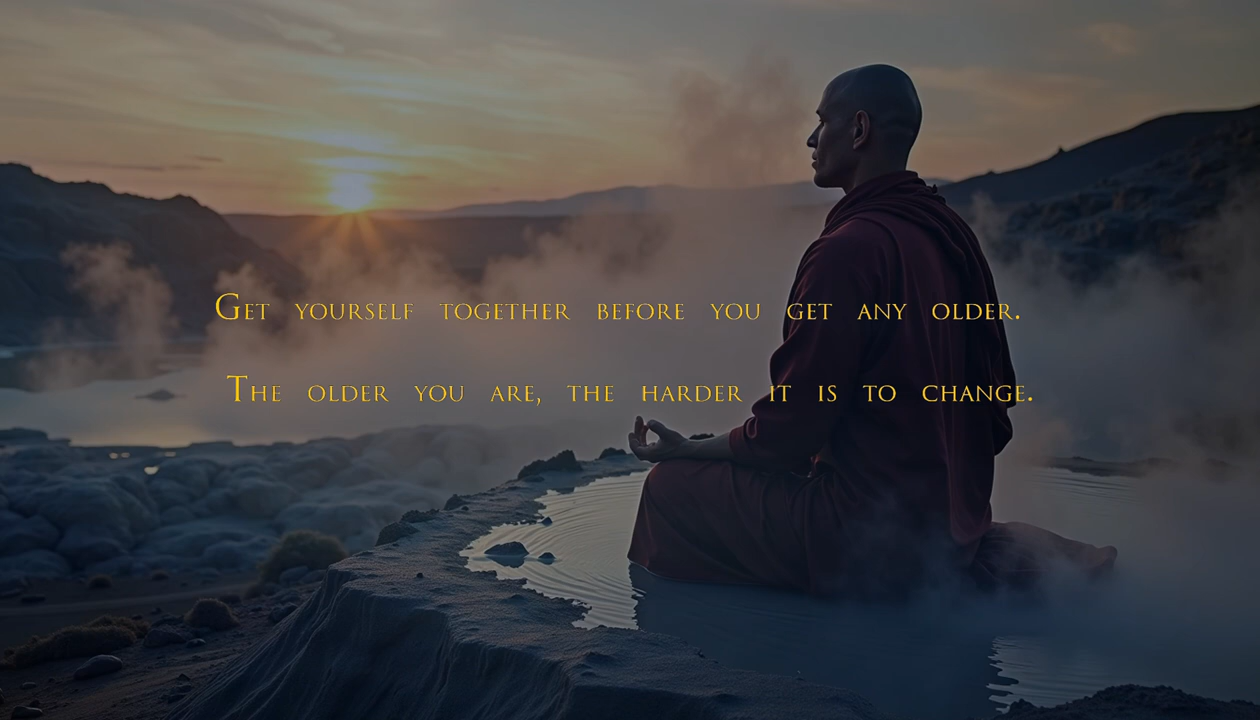 Get yourself together before you get any older.
The older you are, the harder it is to change.